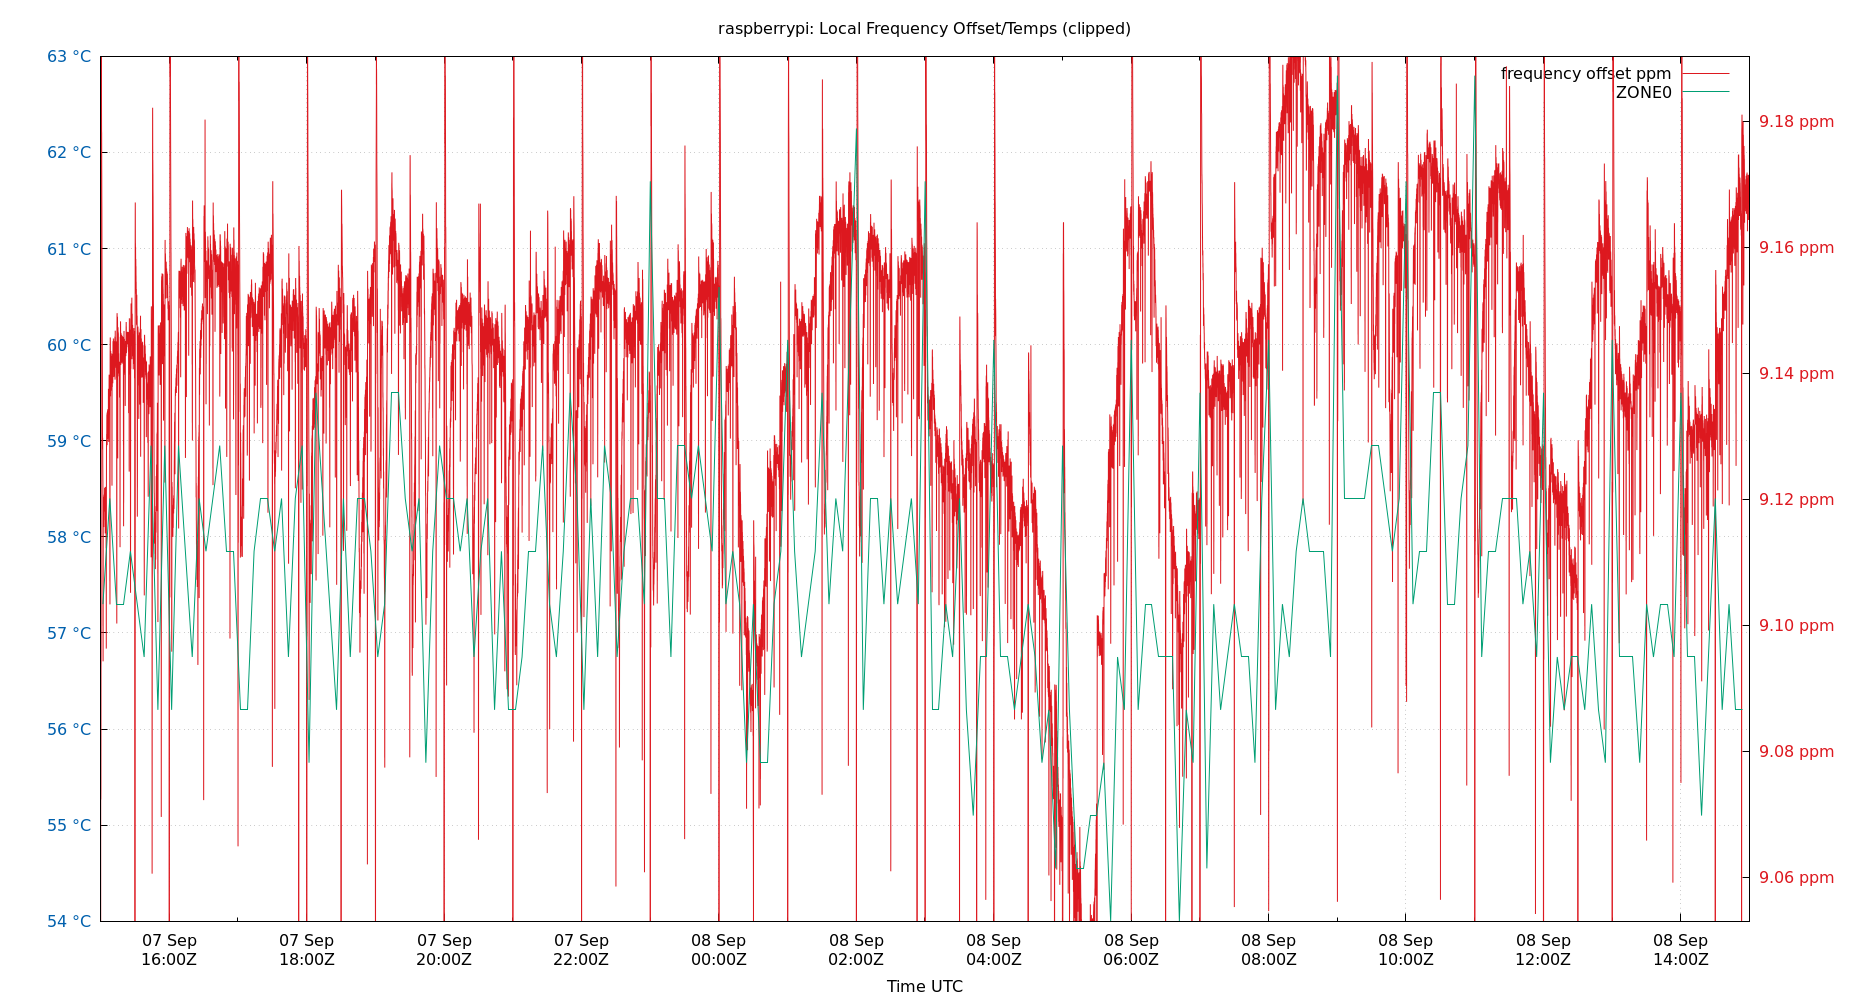 raspberrypi: Local Frequency Offset/Temps (clipped)
63 °C
62 °C
61 °C
60 °C
59 °C
58 °C
57 °C
56 °C
55 °C
54 °C
frequency offset ppm
ZONE0
9.18 ppm
9.16 ppm
9.14 ppm
9.12 ppm
9.10 ppm
9.08 ppm
9.06 ppm
07 Sep
16:00Z
07 Sep
18:00Z
07 Sep
20:00Z
07 Sep
22:00Z
08 Sep
00:00Z
08 Sep
02:00Z
08 Sep
04:00Z
08 Sep
06:00Z
08 Sep
08:00Z
08 Sep
10:00Z
08 Sep
12:00Z
08 Sep
14:00Z
Time UTC